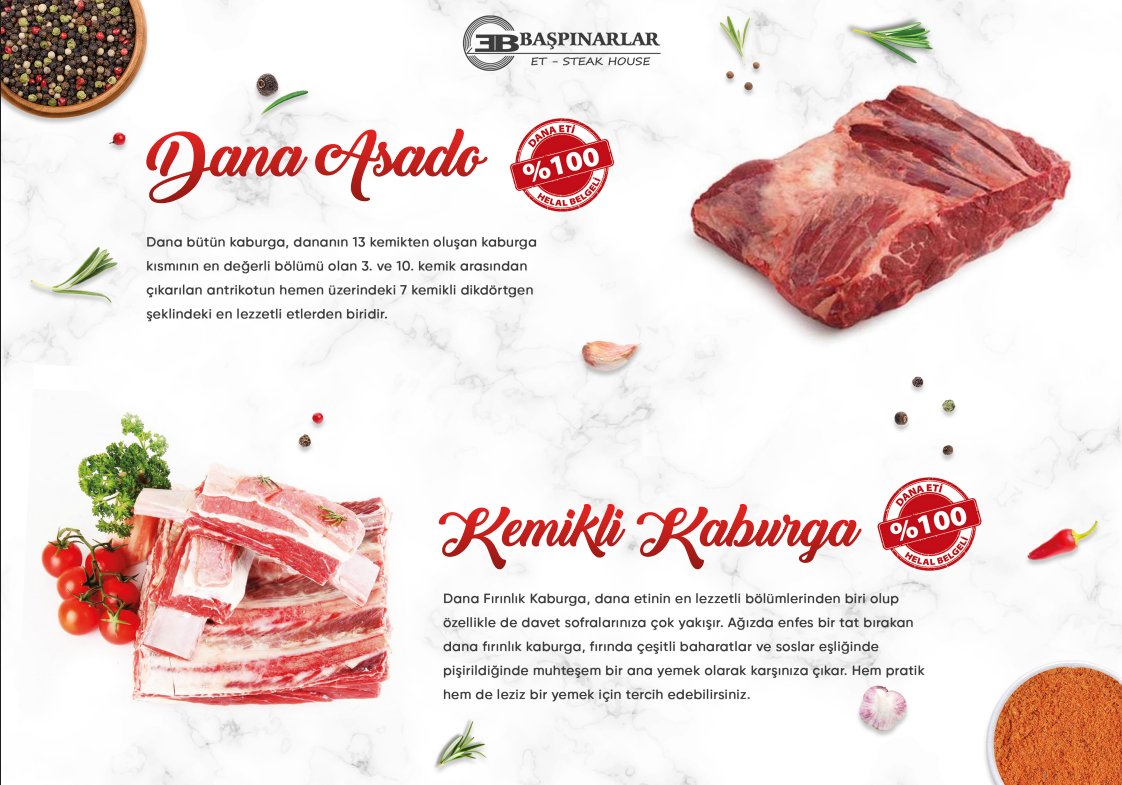 3B BAŞPINARLAR
ET - STEAK HOUSE
Dana Asado
DANA ETİ
%100
HELAL BELGELİ
Dana bütün kaburga, dananın 13 kemikten oluşan kaburga
kısmının en değerli bölümü olan 3. ve 10. kemik arasından
çıkarılan antrikotun hemen üzerindeki 7 kemikli dikdörtgen
şeklindeki en lezzetli etlerden biridir.
Kemikli Kaburga
DANA ETİ
%100
HELAL BELGELİ
Dana Fırınlık Kaburga, dana etinin en lezzetli bölümlerinden biri olup
özellikle de davet sofralarınıza çok yakışır. Ağızda enfes bir tat bırakan
dana fırınlık kaburga, fırında çeşitli baharatlar ve soslar eşliğinde
pişirildiğinde muhteşem bir ana yemek olarak karşınıza çıkar. Hem pratik
hem de leziz bir yemek için tercih edebilirsiniz.